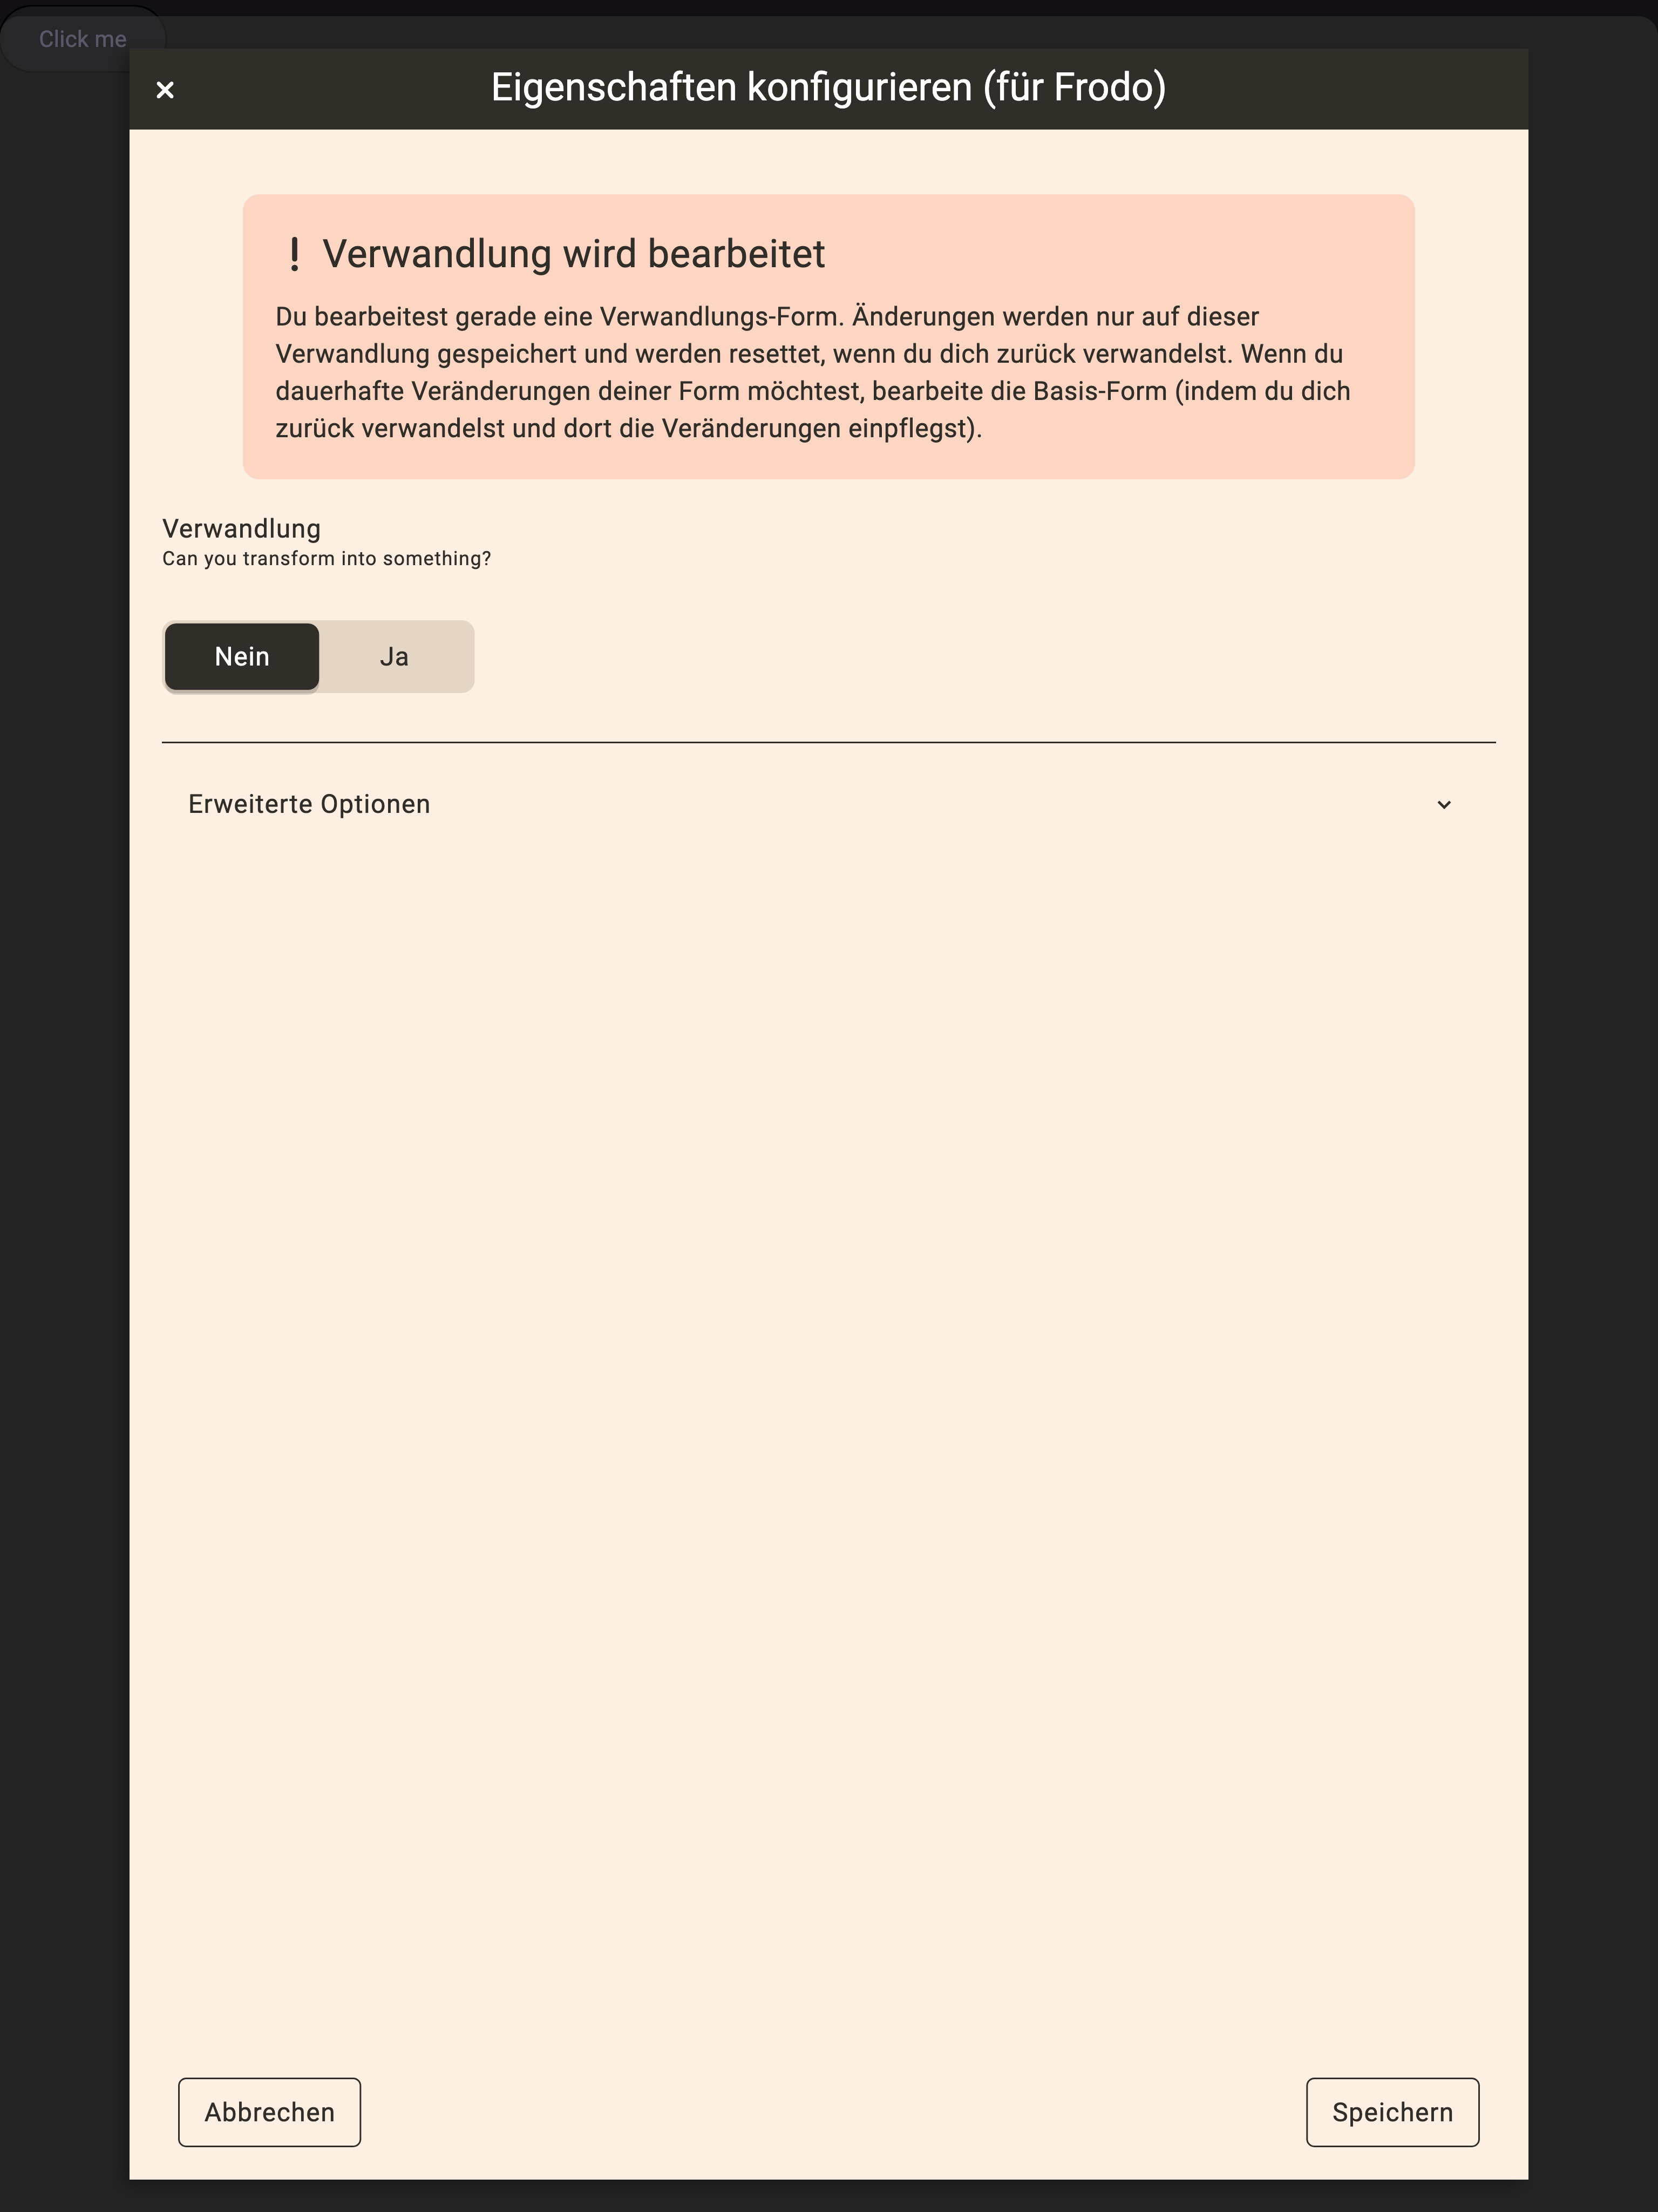 Click me
Eigenschaften konfigurieren (für Frodo)
Verwandlung wird bearbeitet
Du bearbeitest gerade eine Verwandlungs-Form. Änderungen werden nur auf dieser
Verwandlung gespeichert und werden resettet, wenn du dich zurück verwandelst. Wenn du
dauerhafte Veränderungen deiner Form möchtest, bearbeite die Basis-Form (indem du dich
zurück verwandelst und dort die Veränderungen einpflegst).
Verwandlung
Can you transform into something?
Nein Ja
Erweiterte Optionen
Abbrechen Speichern